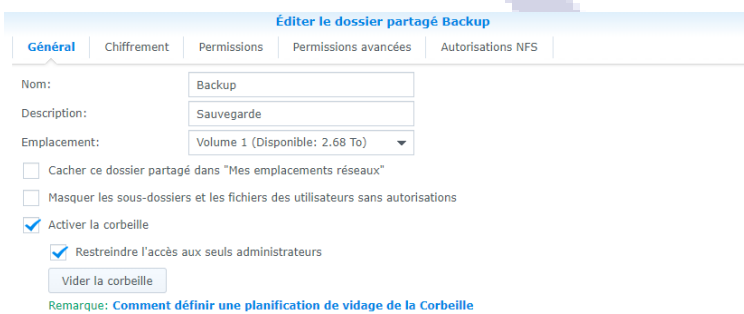 Éditer le dossier partagé Backup
Général Chiffrement Permissions Permissions avancées Autorisations NFS
Nom: Backup
Description: Sauvegarde
Emplacement: Volume 1 (Disponible: 2.68 To)
Cacher ce dossier partagé dans "Mes emplacements réseaux"
Masquer les sous-dossiers et les fichiers des utilisateurs sans autorisations
Activer la corbeille
Restreindre l'accès aux seuls administrateurs
Vider la corbeille
Remarque: Comment définir une planification de vidage de la Corbeille